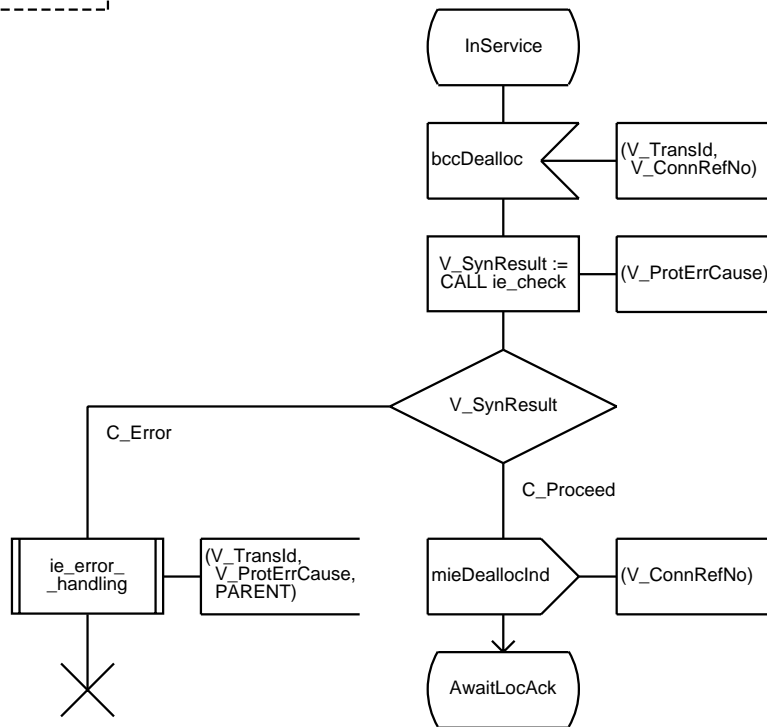 InService
bccDealloc
(V_TransId,
V_ConnRefNo)
V_SynResult :=
CALL ie_check
(V_ProtErrCause)
V_SynResult
C_Error
C_Proceed
ie_error_
_handling
(V_TransId,
V_ProtErrCause,
PARENT)
mieDeallocInd
(V_ConnRefNo)
AwaitLocAck